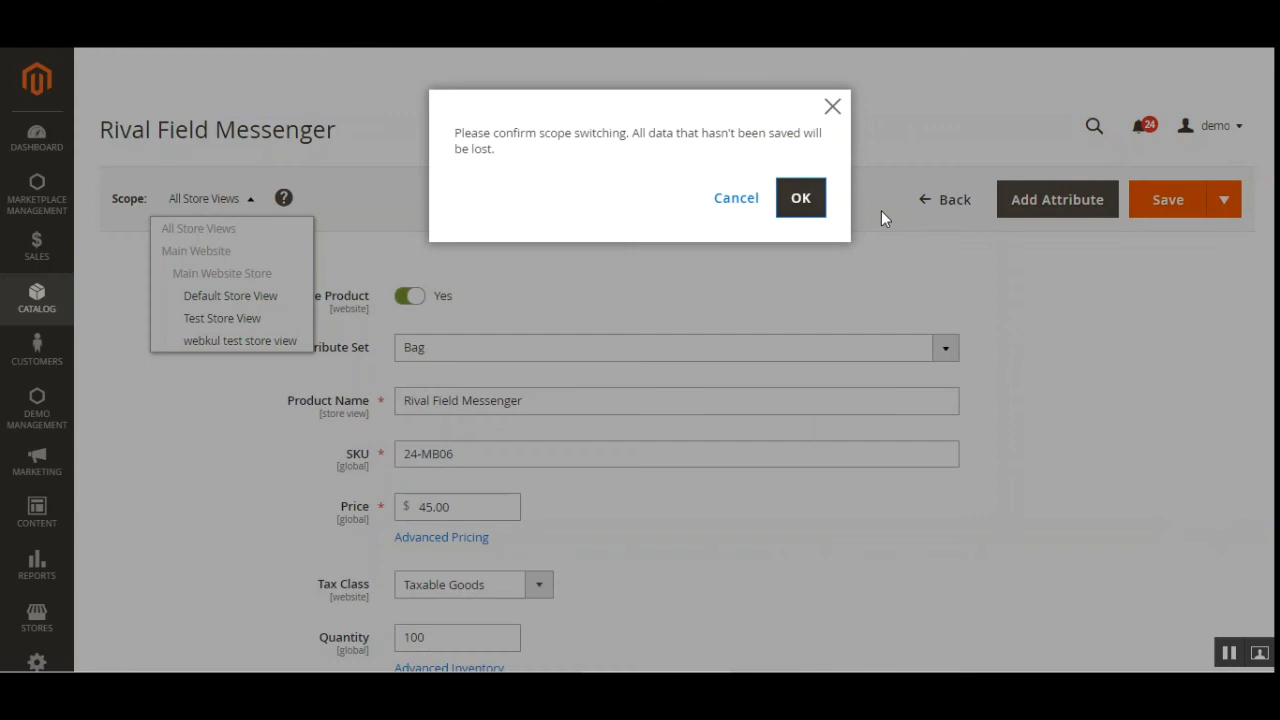 Please confirm scope switching. All data that hasn't been saved will
be lost.
Cancel
OK
Rival Field Messenger
24
demo
Scope:
All Store Views
?
Back
Add Attribute
Save
All Store Views
Main Website
Main Website Store
Default Store View
Test Store View
webkul test store view
DASHBOARD
MARKETPLACE
MANAGEMENT
SALES
CATALOG
CUSTOMERS
DEMO
MANAGEMENT
MARKETING
CONTENT
REPORTS
STORES
e Product
[website]
Yes
ribute Set
Bag
Product Name *
[store view]
Rival Field Messenger
SKU *
[global]
24-MB06
Price *
[global]
$ 45.00
Advanced Pricing
Tax Class
[website]
Taxable Goods
Quantity
[global]
100
Advanced Inventory